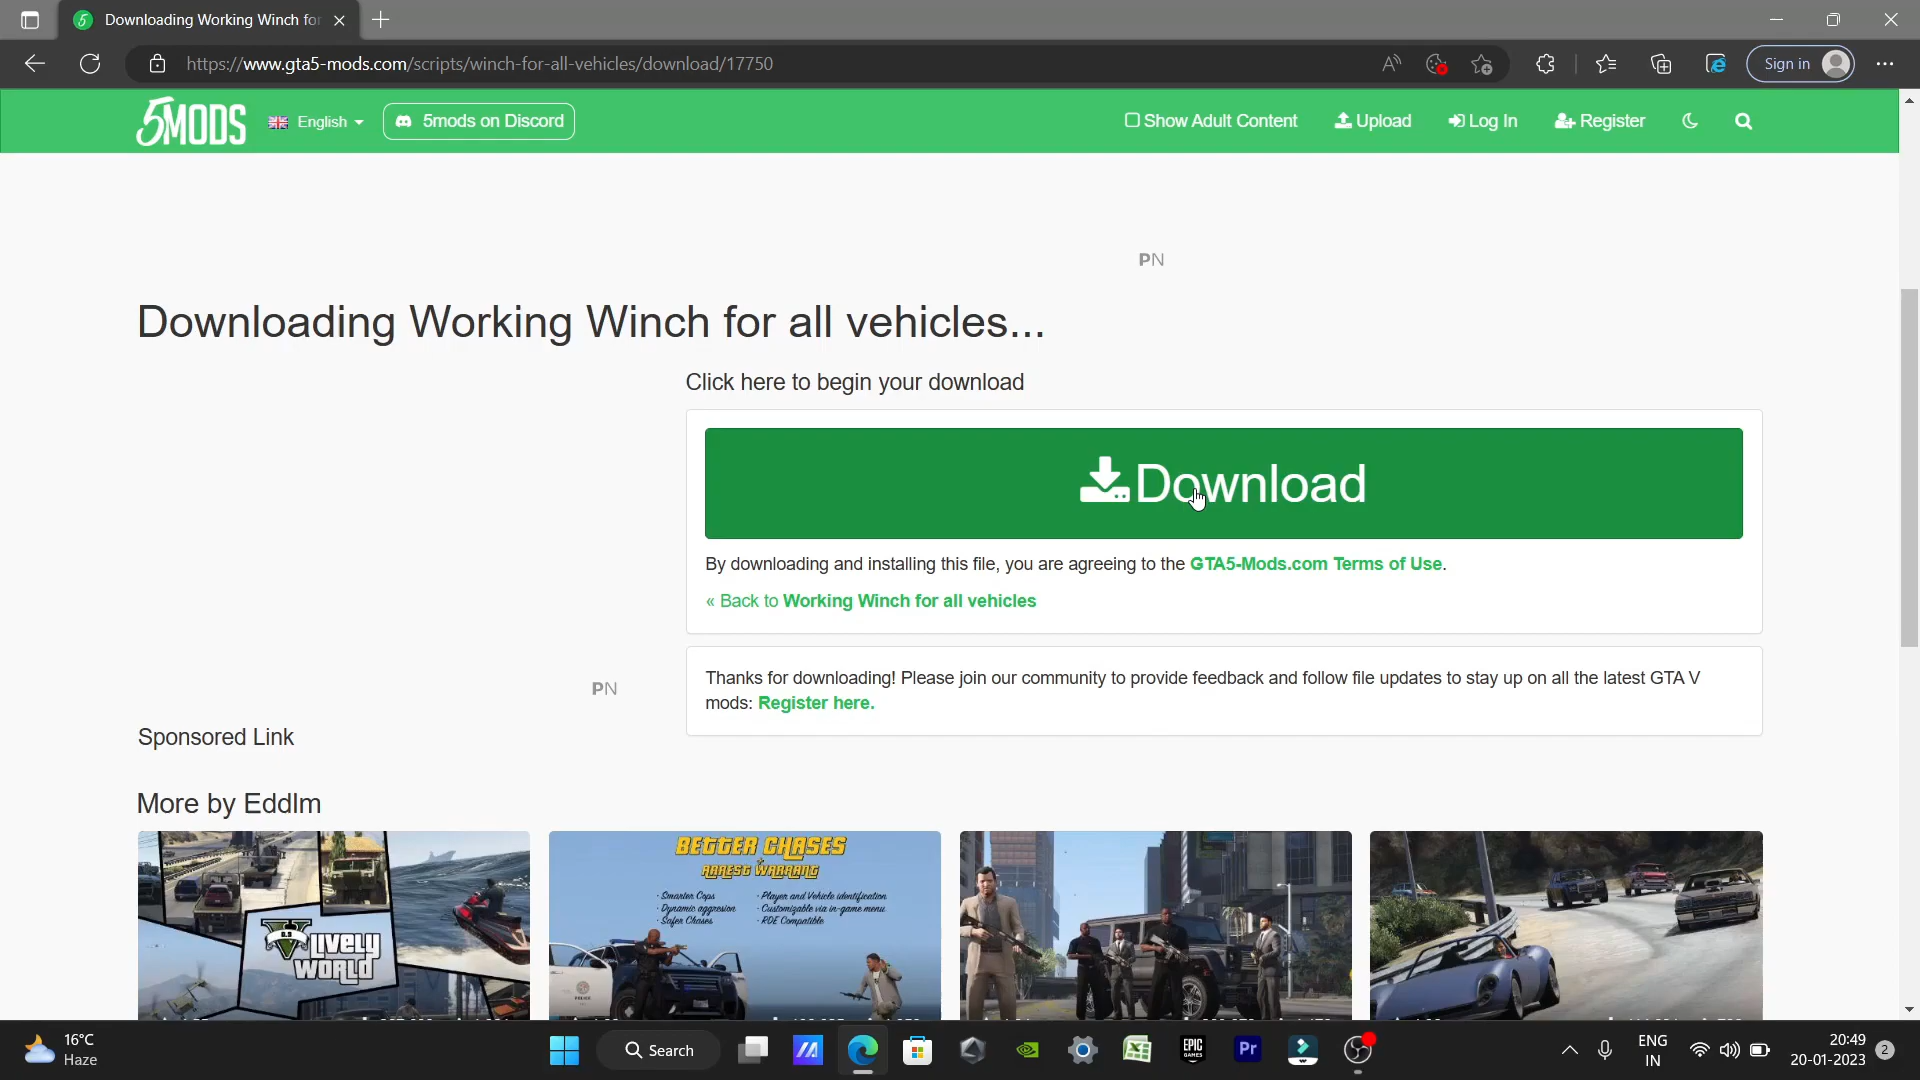 Downloading Working Winch for
https://www.gta5-mods.com/scripts/winch-for-all-vehicles/download/17750
Sign in
5MODS
English
5mods on Discord
Show Adult Content
Upload
Log In
Register
PN
Downloading Working Winch for all vehicles...
Click here to begin your download
Download
By downloading and installing this file, you are agreeing to the GTA5-Mods.com Terms of Use.
« Back to Working Winch for all vehicles
Thanks for downloading! Please join our community to provide feedback and follow file updates to stay up on all the latest GTA V
mods: Register here.
PN
Sponsored Link
More by Eddlm
LIVELY
WORLD
BETTER CHASES
+
ARREST WARRANT
· Smarter Cops
· Dynamic aggression
· Safer Chases
· Player and Vehicle identification
· Customizable via in-game menu
· RDE Compatible
16°C
Haze
Search
EPIC
GAMES
Pr
ENG
IN
20:49
20-01-2023
2